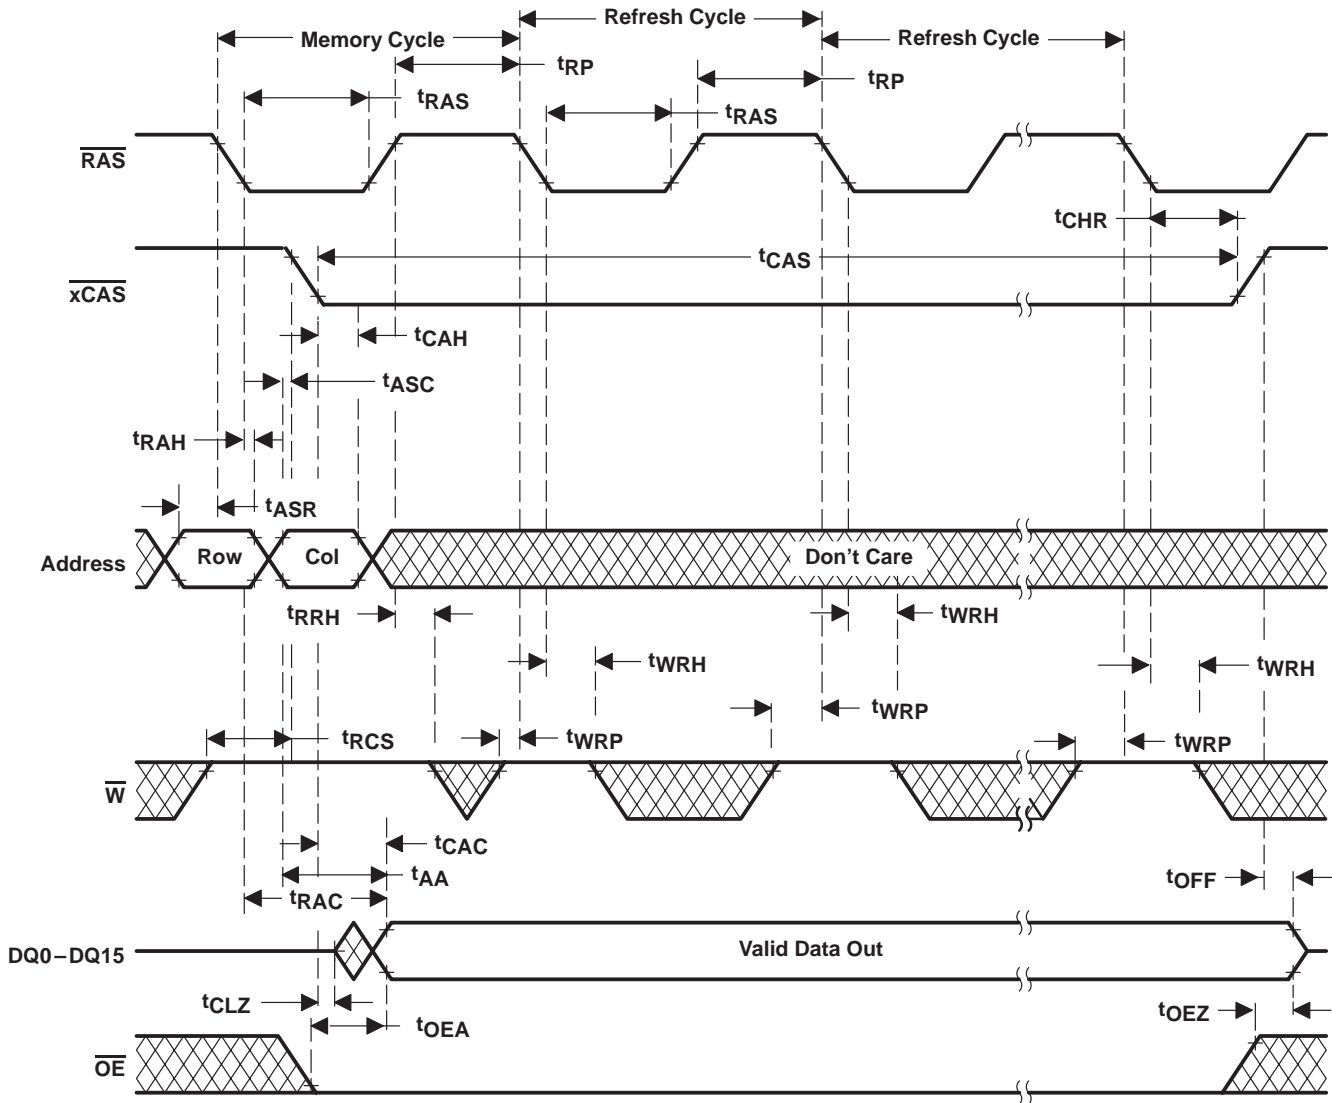 Refresh Cycle
Memory Cycle
Refresh Cycle
tRP
tRP
tRAS
tRAS
RAS
tCHR
tCAS
xCAS
tCAH
tASC
tRAH
tASR
Address
Row
Col
Don't Care
tRRH
tWRH
tWRH
tWRH
tWRP
tRCS
tWRP
tWRP
W
tCAC
tAA
tOFF
tRAC
DQ0–DQ15
Valid Data Out
tCLZ
tOEZ
tOEA
OE